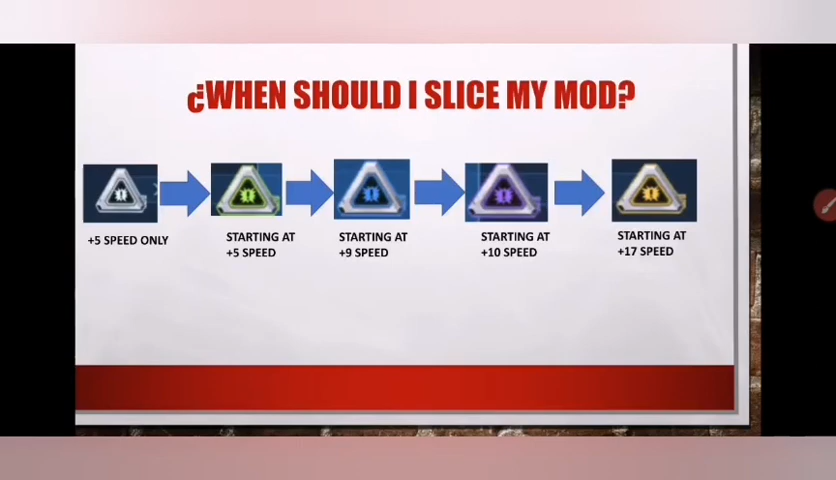 ¿WHEN SHOULD I SLICE MY MOD?
+5 SPEED ONLY
STARTING AT
+5 SPEED
STARTING AT
+9 SPEED
STARTING AT
+10 SPEED
STARTING AT
+17 SPEED